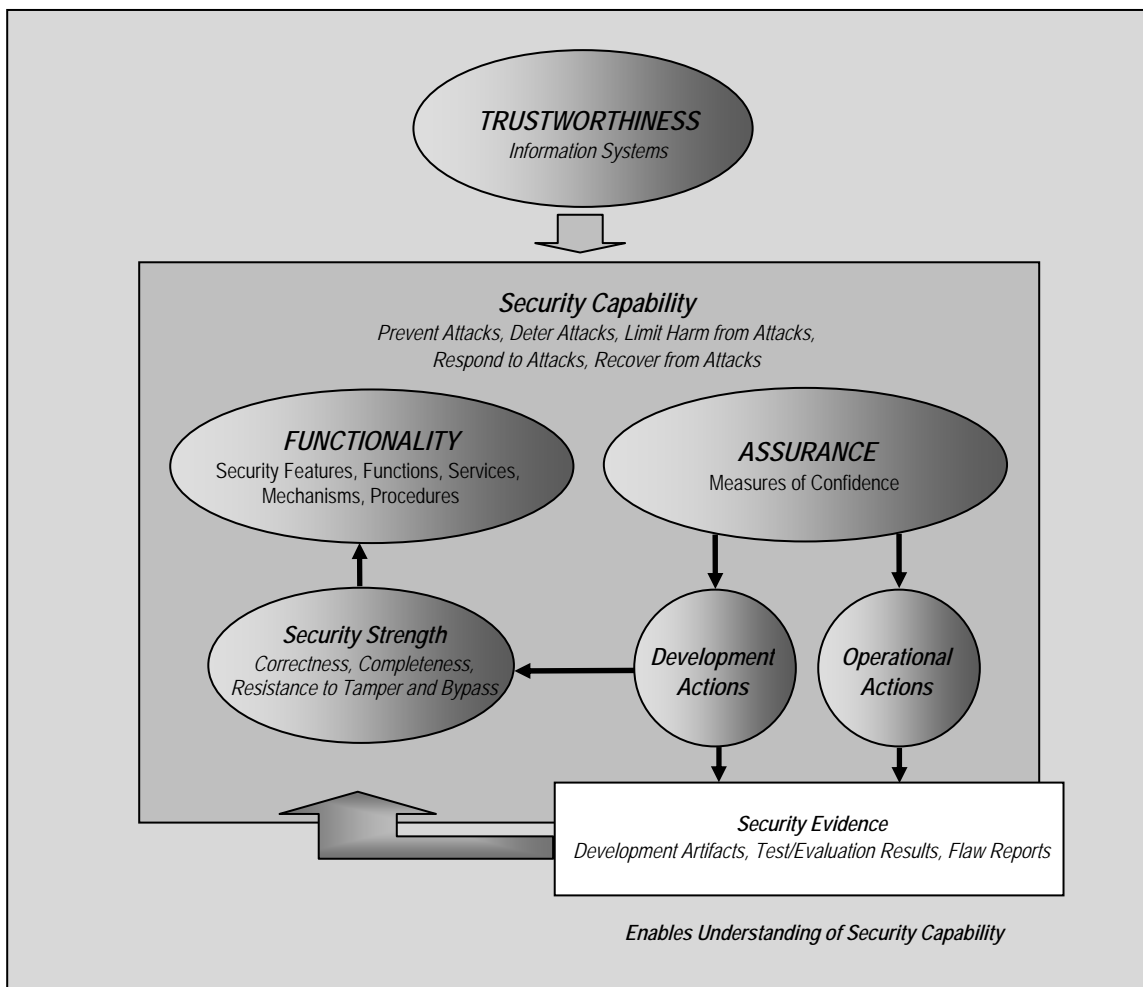 TRUSTWORTHINESS
Information Systems
Security Capability
Prevent Attacks, Deter Attacks, Limit Harm from Attacks,
Respond to Attacks, Recover from Attacks
FUNCTIONALITY
Security Features, Functions, Services,
Mechanisms, Procedures
ASSURANCE
Measures of Confidence
Security Strength
Correctness, Completeness,
Resistance to Tamper and Bypass
Development
Actions
Operational
Actions
Security Evidence
Development Artifacts, Test/Evaluation Results, Flaw Reports
Enables Understanding of Security Capability